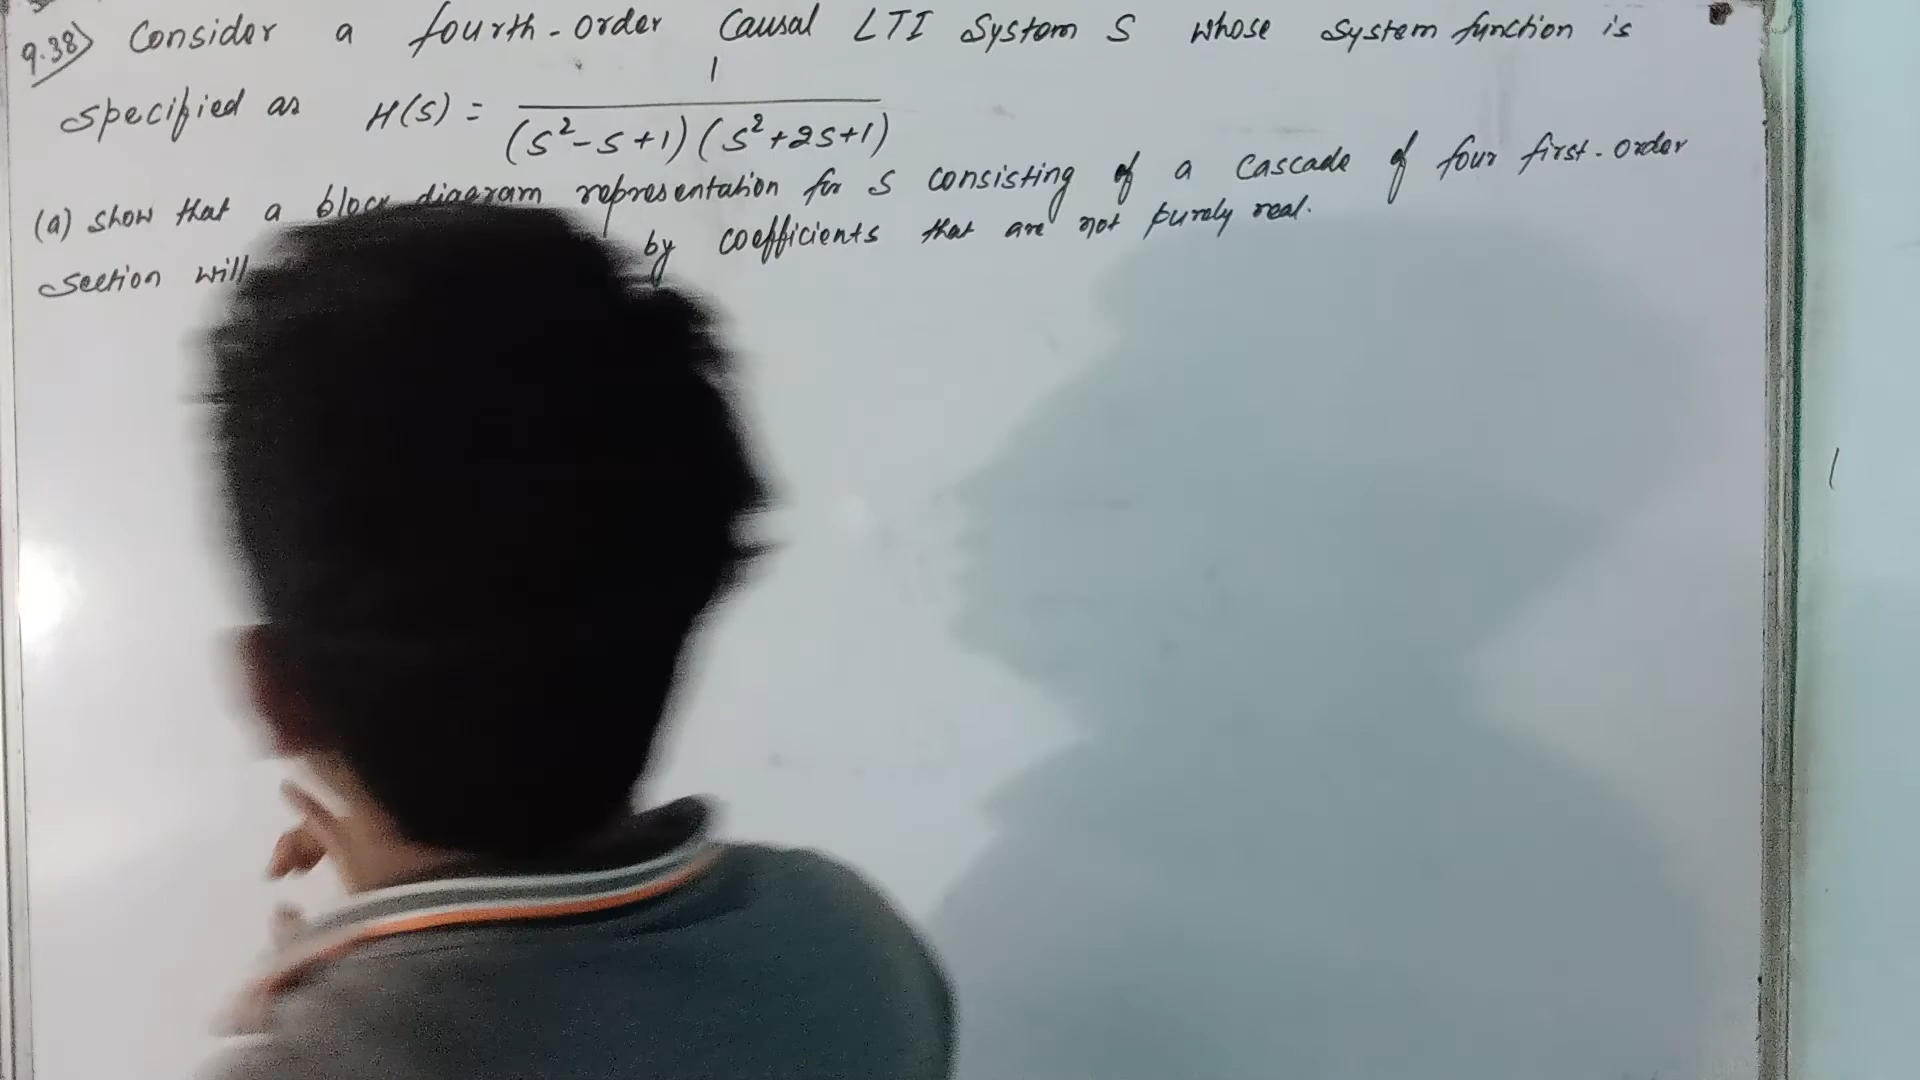 9.38) Consider a fourth-order Causal LTI System S whose system function is
specified as H(s) = 1 / (s²-s+1)(s²+2s+1)
(a) show that a block diagram representation for S consisting of a cascade of four first-order
section will by coefficients that are not purely real.